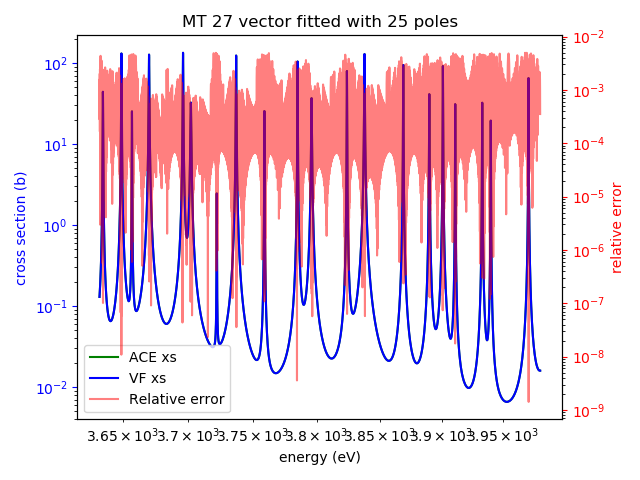 MT 27 vector fitted with 25 poles
cross section (b)
10²
10¹
10⁰
10⁻¹
10⁻²
10⁻²
10⁻³
10⁻⁴
10⁻⁵
10⁻⁶
10⁻⁷
10⁻⁸
10⁻⁹
relative error
ACE xs
VF xs
Relative error
3.65 × 10³ 3.7 × 10³ 3.75 × 10³ 3.8 × 10³ 3.85 × 10³ 3.9 × 10³ 3.95 × 10³
energy (eV)